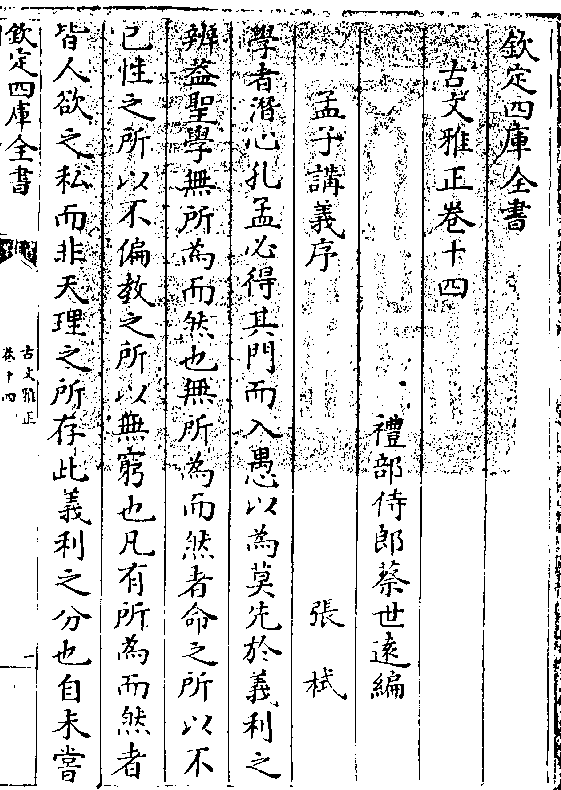 欽定四庫全書
古文雅正卷十四
禮部侍郎蔡世遠編
孟子講義序
張栻
學者潛心孔孟必得其門而入愚以為莫先於義利之
辨葢聖學無所為而然也無所為而然者命之所以不
已性之所以不偏教之所以無窮也凡有所為而然者
皆人欲之私而非天理之所存此義利之分也自未嘗
欽定四庫全書
古文雅正
卷十四
一